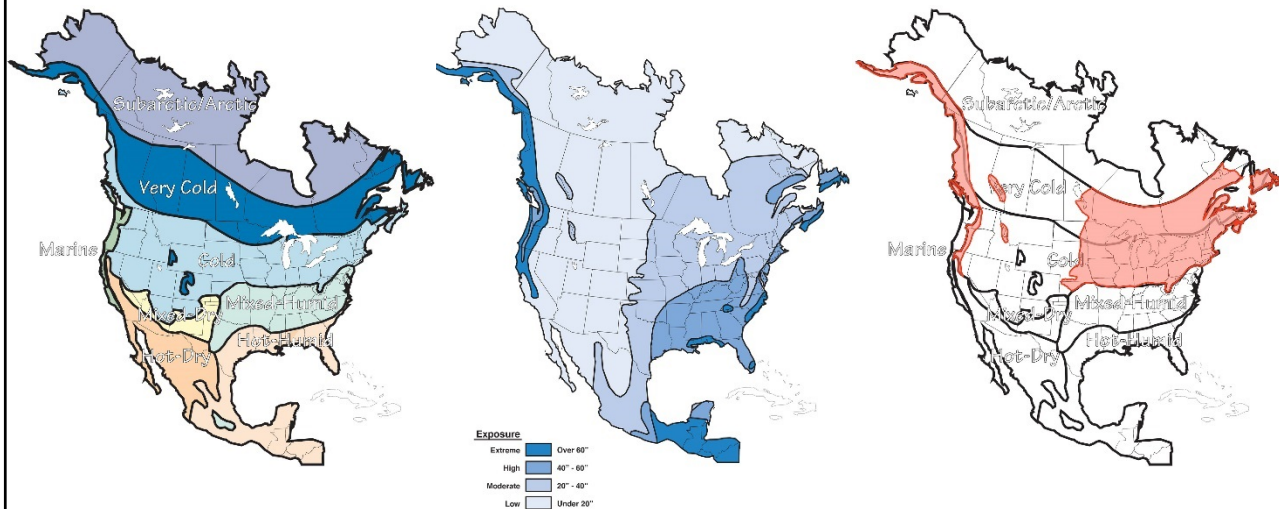 Subarctic/Arctic
Very Cold
Marine
Cold
Mixed-Humid
Mixed-Dry
Hot-Humid
Hot-Dry
Exposure
Extreme Over 60"
High 40" - 60"
Moderate 20" - 40"
Low Under 20"
Subarctic/Arctic
Very Cold
Marine
Cold
Mixed-Humid
Mixed-Dry
Hot-Humid
Hot-Dry